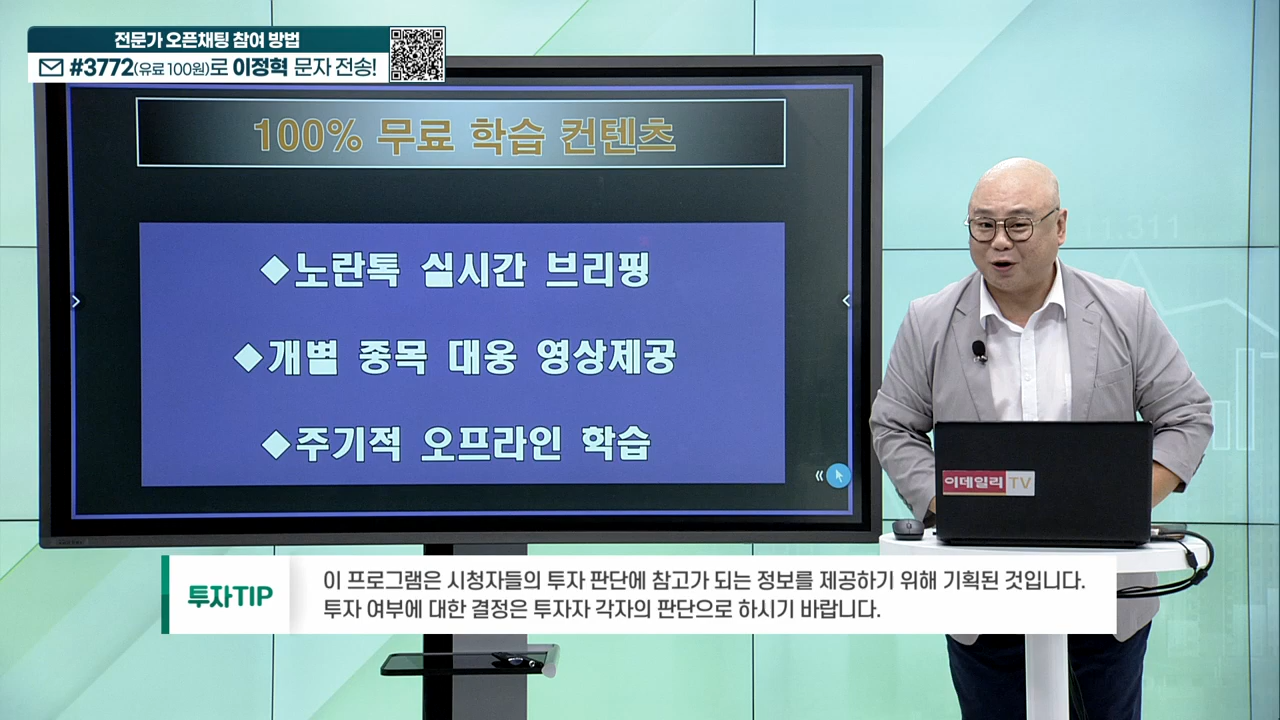 전문가 오픈채팅 참여 방법
#3772(유료 100원)로 이정혁 문자 전송!
100% 무료 학습 컨텐츠
◆노란톡 실시간 브리핑
◆개별 종목 대응 영상제공
◆주기적 오프라인 학습
11.311
이데일리TV
투자TIP
이 프로그램은 시청자들의 투자 판단에 참고가 되는 정보를 제공하기 위해 기획된 것입니다.
투자 여부에 대한 결정은 투자자 각자의 판단으로 하시기 바랍니다.